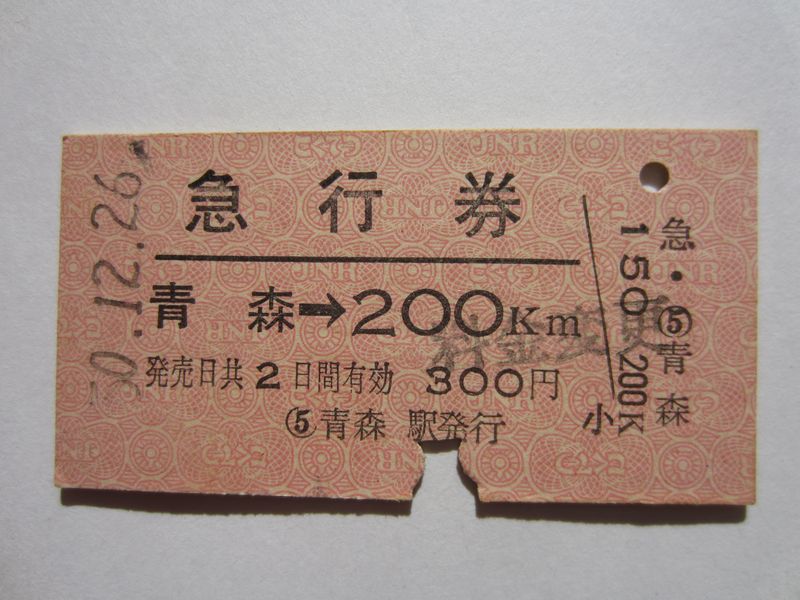 50.12.26
急行券
青森→200Km
料金変更
発売日共2日間有効 300円
⑤青森 駅発行
急・⑤青森
150
小 200K
JNR